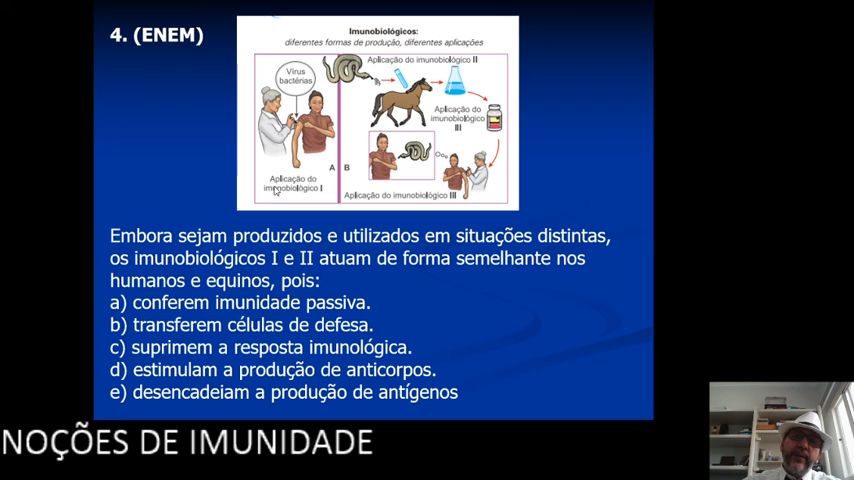 4. (ENEM)
Imunobiológicos:
diferentes formas de produção, diferentes aplicações
Vírus
bactérias
Aplicação do imunobiológico II
Aplicação do
imunobiológico
III
A
B
Aplicação do
imunobiológico I
Aplicação do imunobiológico III
Embora sejam produzidos e utilizados em situações distintas,
os imunobiológicos I e II atuam de forma semelhante nos
humanos e equinos, pois:
a) conferem imunidade passiva.
b) transferem células de defesa.
c) suprimem a resposta imunológica.
d) estimulam a produção de anticorpos.
e) desencadeiam a produção de antígenos
NOÇÕES DE IMUNIDADE